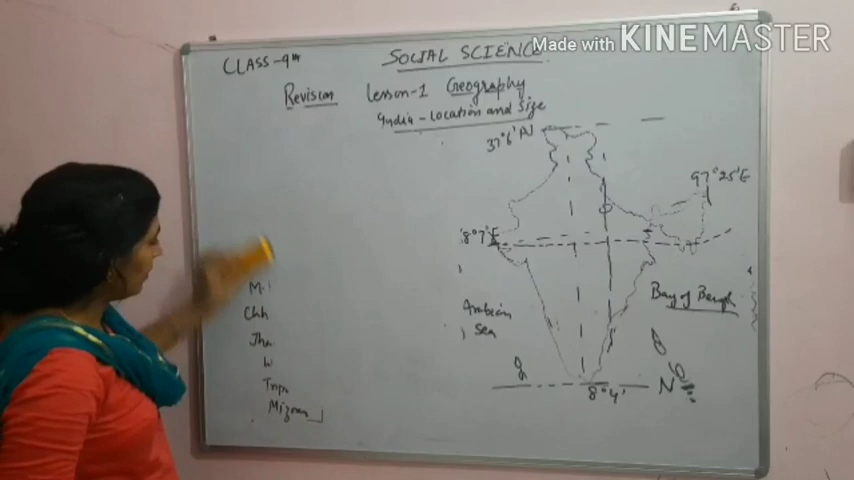 CLASS-9th
SOCIAL SCIENCE
Made with KINEMASTER
Revision Lesson-1 Geography
India - Location and Size
37°6'N
97°25'E
8°7'E
M.
Chh
Bay of Bengal
Arabian
Sea
Jha
W
Trip
Mizoram
8°4'
N